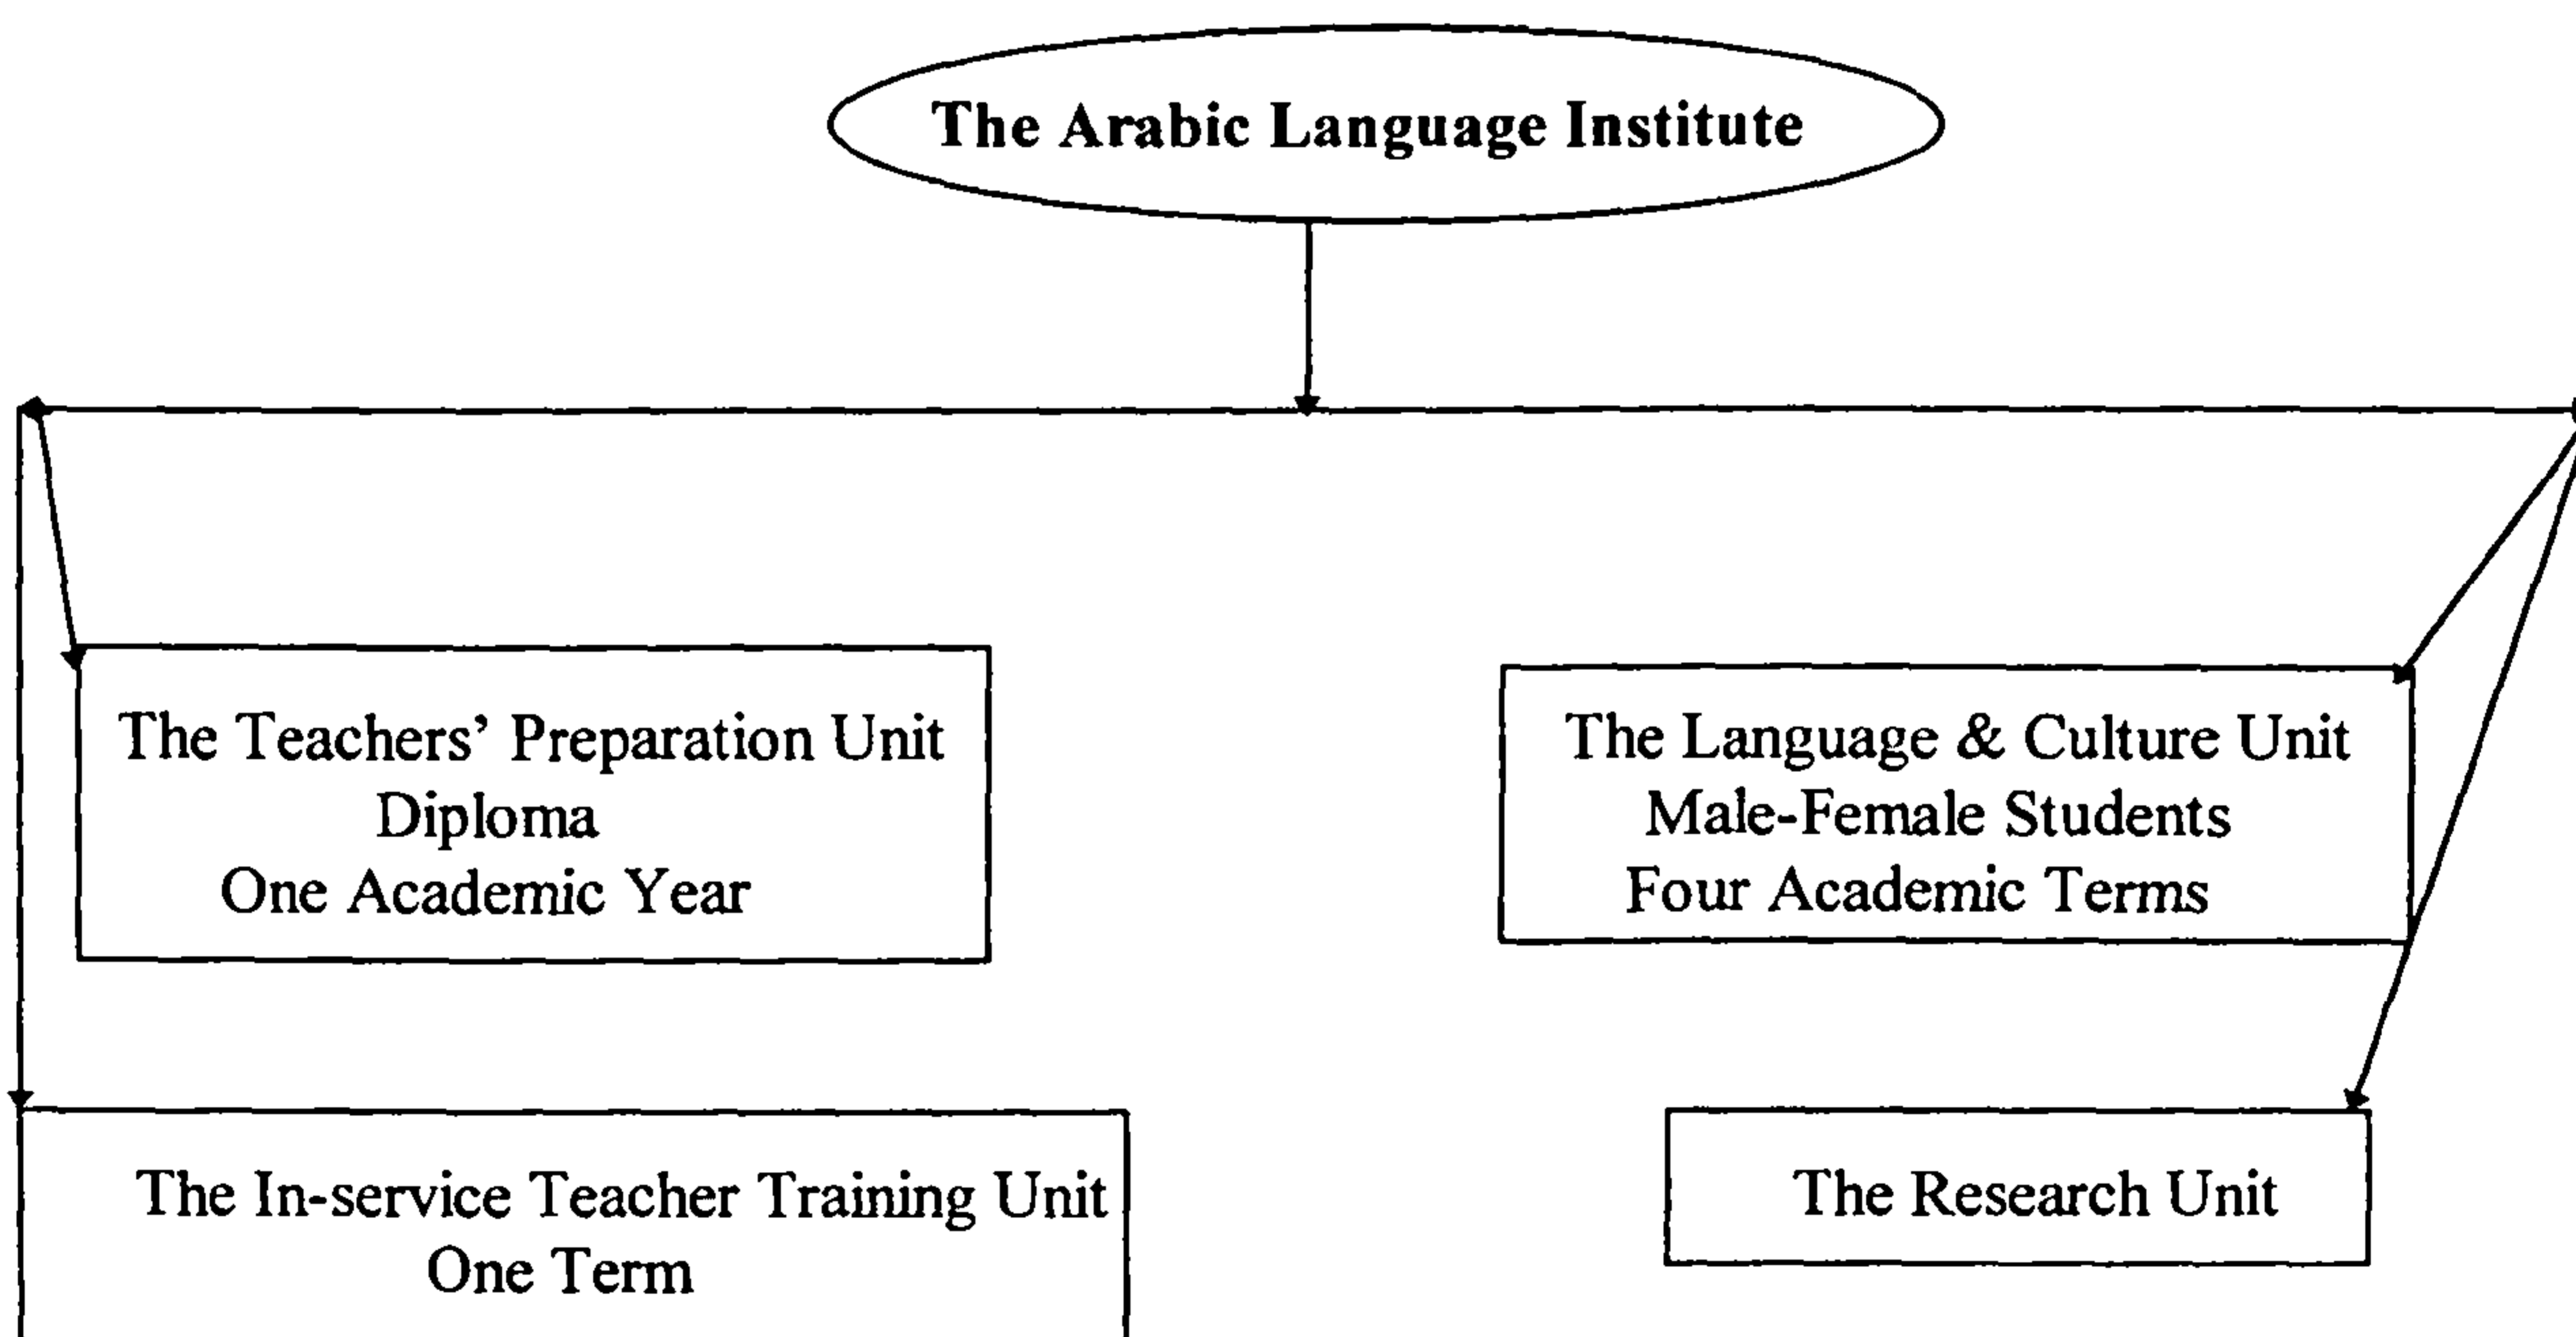 The Arabic Language Institute
The Teachers’ Preparation Unit
Diploma
One Academic Year
The Language & Culture Unit
Male-Female Students
Four Academic Terms
The In-service Teacher Training Unit
One Term
The Research Unit